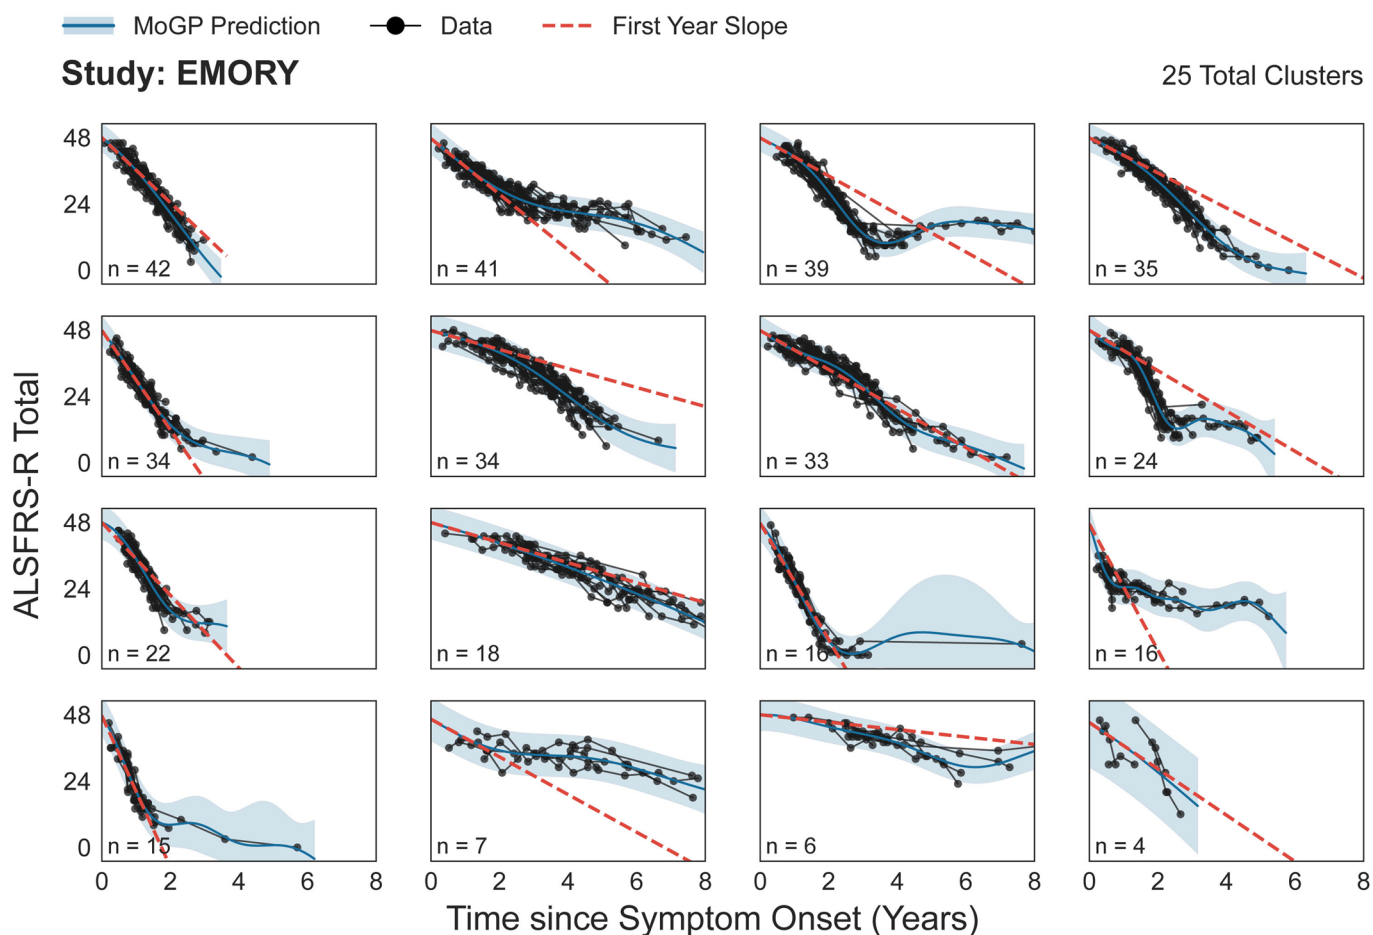 MoGP Prediction Data First Year Slope
Study: EMORY 25 Total Clusters
ALSFRS-R Total
48
24
0
n = 42
n = 41
n = 39
n = 35
48
24
0
n = 34
n = 34
n = 33
n = 24
48
24
0
n = 22
n = 18
n = 16
n = 16
48
24
0
n = 15
n = 7
n = 6
n = 4
0 2 4 6 8 0 2 4 6 8 0 2 4 6 8 0 2 4 6 8
Time since Symptom Onset (Years)